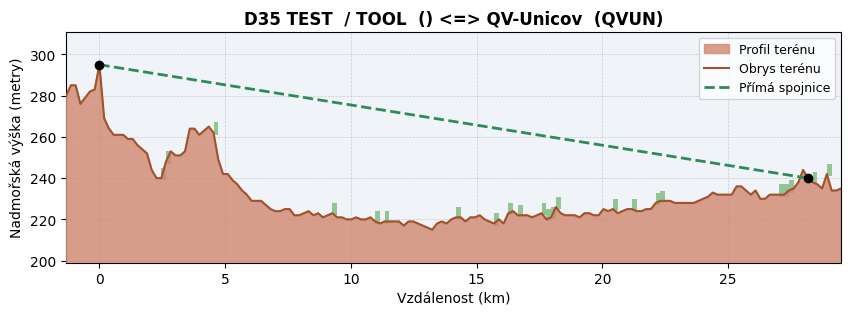 D35 TEST  / TOOL  () <=> QV-Unicov  (QVUN)
Nadmořská výška (metry)
300
280
260
240
220
200
Profil terénu
Obrys terénu
Přímá spojnice
0 5 10 15 20 25
Vzdálenost (km)